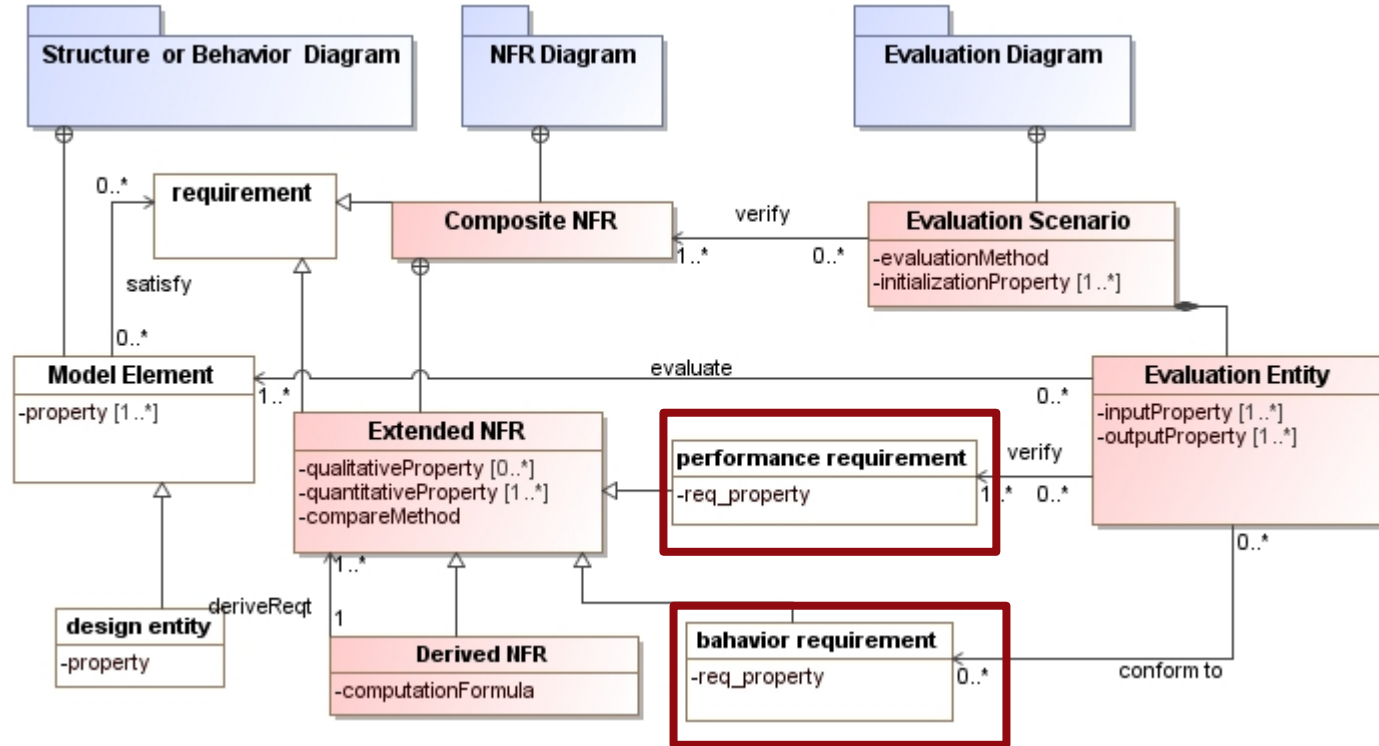 Structure or Behavior Diagram
NFR Diagram
Evaluation Diagram
0..*
requirement
Composite NFR
verify
1..*
0..*
Evaluation Scenario
-evaluationMethod
-initializationProperty [1..*]
satisfy
0..*
Model Element
-property [1..*]
1..*
evaluate
0..*
Evaluation Entity
-inputProperty [1..*]
-outputProperty [1..*]
Extended NFR
-qualitativeProperty [0..*]
-quantitativeProperty [1..*]
-compareMethod
performance requirement
-req_property
verify
1..*
0..*
0..*
1..*
deriveReqt
1
design entity
-property
Derived NFR
-computationFormula
bahavior requirement
-req_property
0..*
conform to